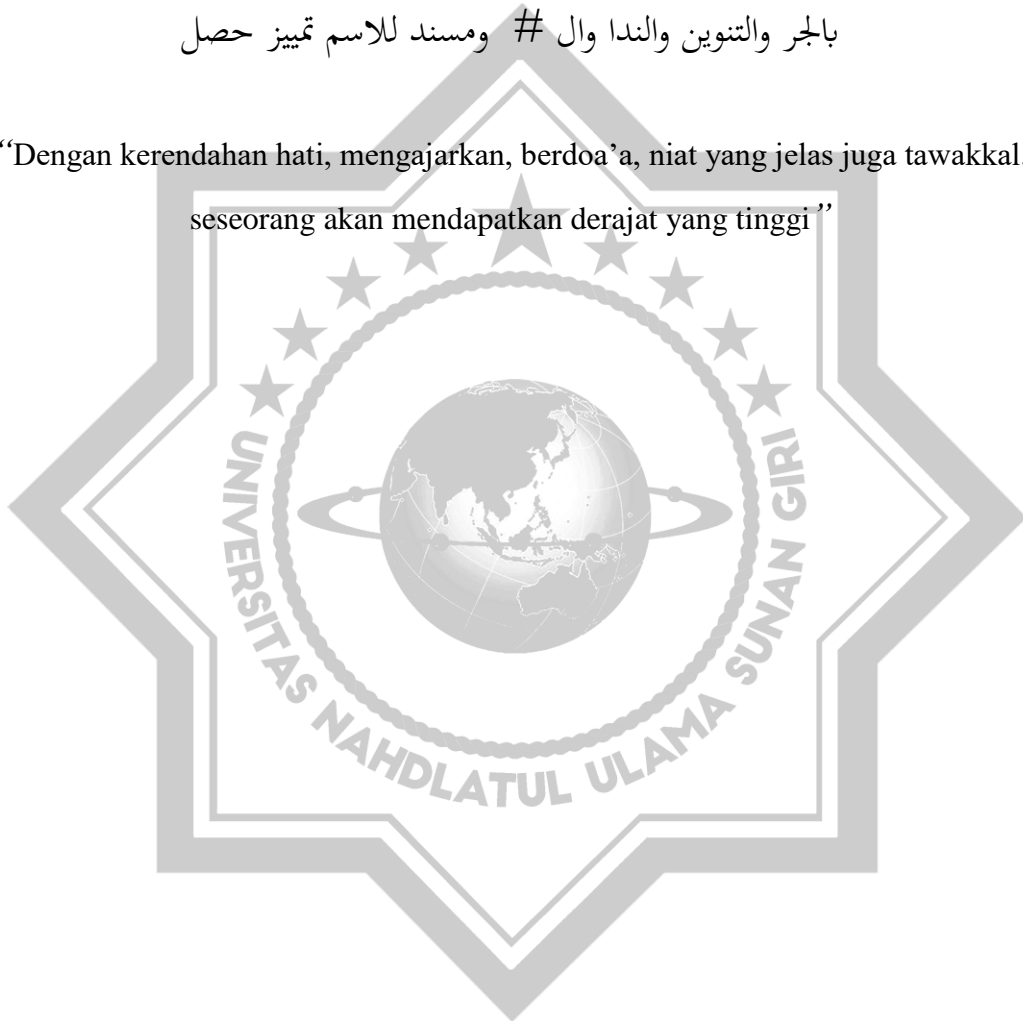 بالجر والتنوين والندا وال # ومسند للاسم تمييز حصل
“Dengan kerendahan hati, mengajarkan, berdoa’a, niat yang jelas juga tawakkal.
seseorang akan mendapatkan derajat yang tinggi”
UNIVERSITAS NAHDLATUL ULAMA SUNAN GIRI